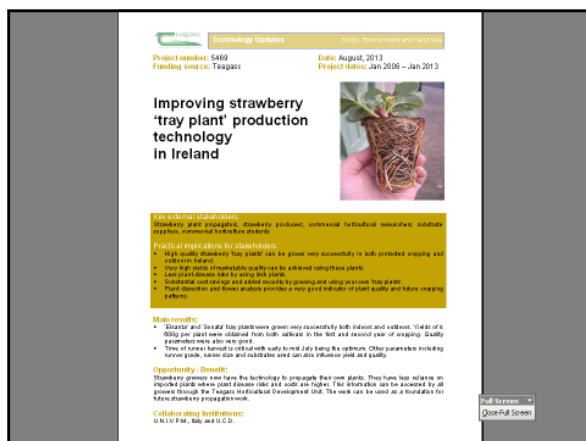 Teagasc
Technology Updates
Crops, Environment and Land Use
Project number: 5469
Date: August, 2013
Funding source: Teagasc
Project dates: Jan 2006 – Jan 2013
Improving strawberry
‘tray plant’ production
technology
in Ireland
Key external stakeholders:
Strawberry plant propagators, strawberry producers, commercial horticultural researchers, substrate
suppliers, commercial horticulture students
Practical implications for stakeholders:
• High quality strawberry ‘tray plants’ can be grown very successfully in both protected cropping and
outdoor in Ireland.
• Very high yields of marketable quality can be achieved using these plants.
• Less plant disease risks by using Irish plants.
• Substantial cost savings and added security by growing and using your own ‘tray plants’.
• Plant dissection and flower analysis provides a very good indicator of plant quality and future cropping
patterns.
Main results:
• ‘Elsanta’ and ‘Sonata’ tray plants were grown very successfully both indoor and outdoors. Yields of
600g per plant were obtained from both cultivars in the first and second year of cropping. Quality
parameters were also very good.
• Time of runner harvest is critical with early to mid July being the optimum. Other parameters including
runner grade, runner size and substrates used can also influence yield and quality.
Opportunity / Benefit:
Strawberry growers now have the technology to propagate their own plants. They have less reliance on
imported plants where plant disease risks and costs are higher. This information can be accessed by all
growers through the Teagasc Horticultural Development Unit. The work can be used as a foundation for
future strawberry propagation work.
Collaborating Institutions:
U.N.I.V.P.M., Italy and U.C.D.
Full Screen
Close Full Screen